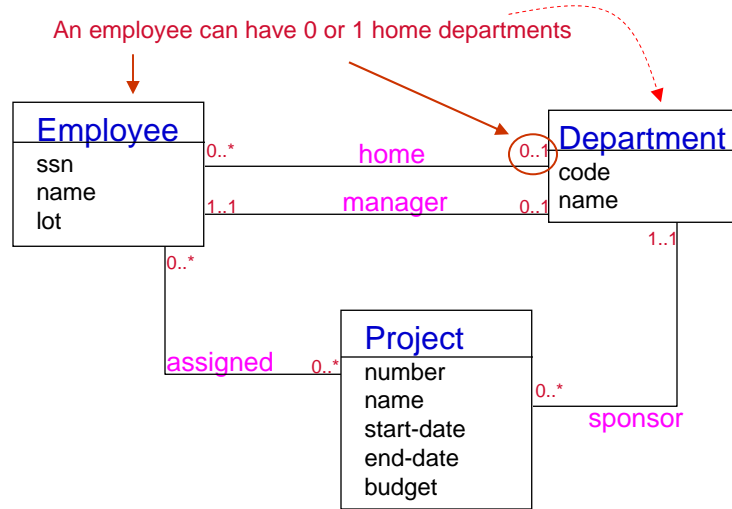 An employee can have 0 or 1 home departments
Employee
ssn
name
lot
0..*
home
0..1
1..1
manager
0..1
Department
code
name
0..*
1..1
assigned
0..*
Project
number
name
start-date
end-date
budget
0..*
sponsor